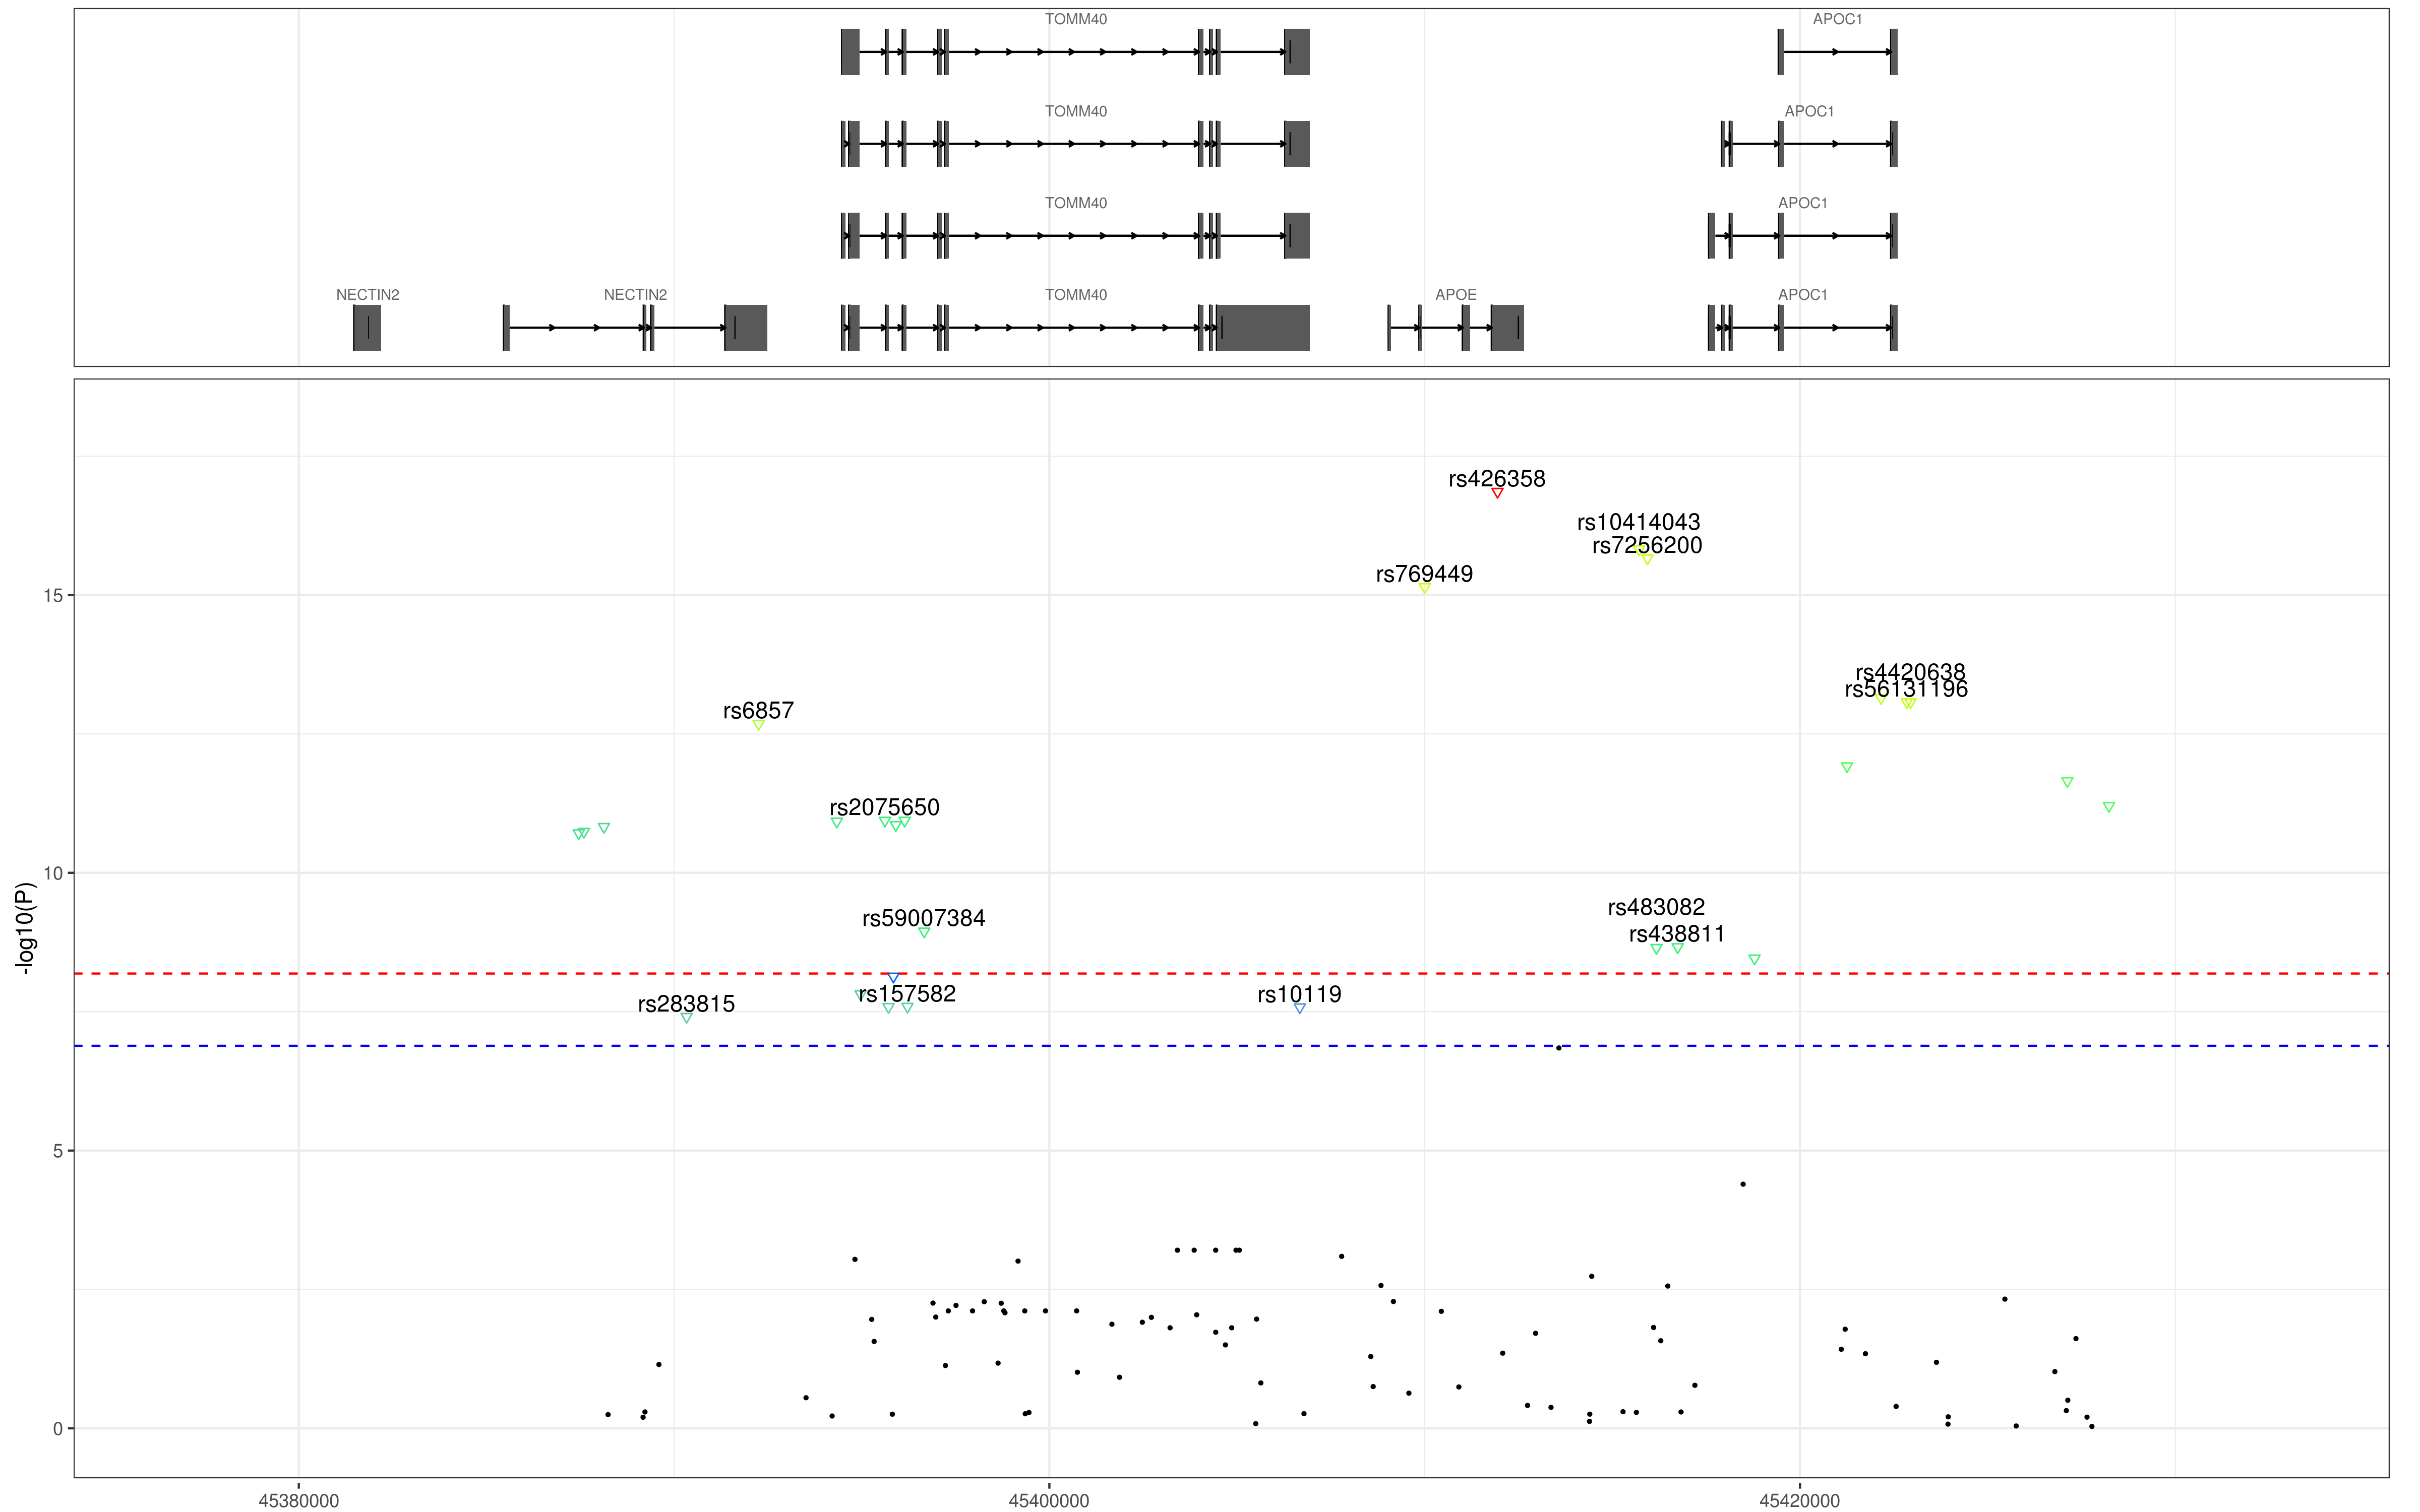 TOMM40 APOC1
TOMM40 APOC1
TOMM40 APOC1
NECTIN2 NECTIN2 TOMM40 APOE APOC1
rs426358
rs10414043
rs7256200
rs769449
15
rs4420638
rs56131196
rs6857
rs2075650
10
-log10(P)
rs59007384
rs483082
rs438811
rs283815
rs157582
rs10119
5
0
45380000 45400000 45420000